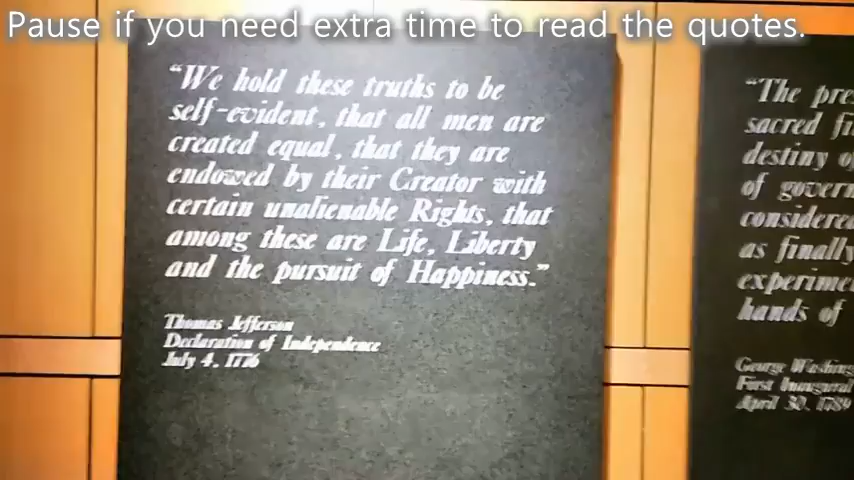 Pause if you need extra time to read the quotes.
“We hold these truths to be
self-evident, that all men are
created equal, that they are
endowed by their Creator with
certain unalienable Rights, that
among these are Life, Liberty
and the pursuit of Happiness.”
Thomas Jefferson
Declaration of Independence
July 4, 1776
“The pre
sacred fi
destiny o
of govern
considered
as finally
experime
hands of
George Washing
First Inaugural
April 30, 1789